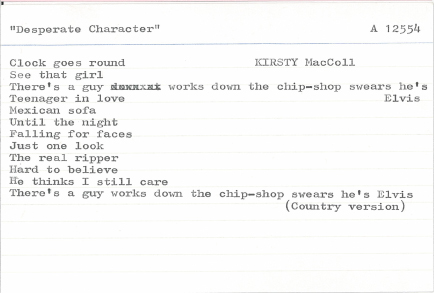 "Desperate Character" A 12554
Clock goes round KIRSTY MacColl
See that girl
There's a guy works down the chip-shop swears he's
Teenager in love Elvis
Mexican sofa
Until the night
Falling for faces
Just one look
The real ripper
Hard to believe
He thinks I still care
There's a guy works down the chip-shop swears he's Elvis
(Country version)